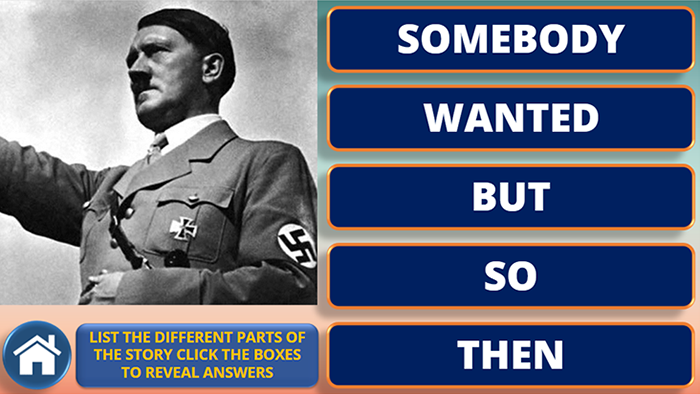 SOMEBODY
WANTED
BUT
SO
THEN
LIST THE DIFFERENT PARTS OF
THE STORY CLICK THE BOXES
TO REVEAL ANSWERS